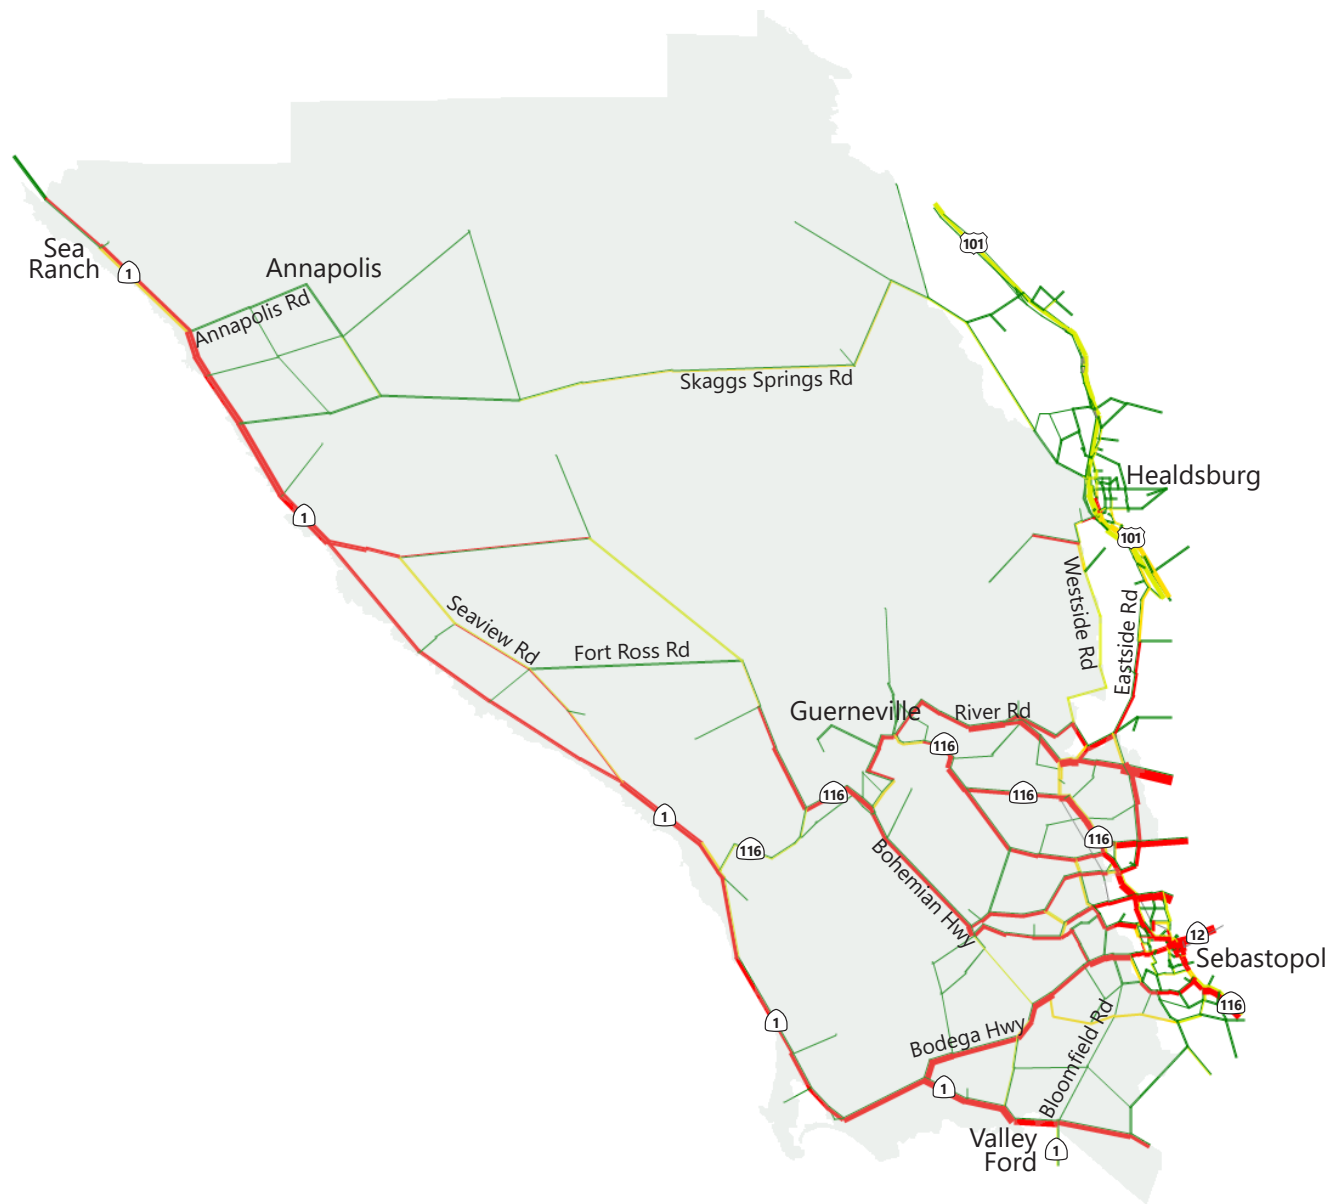 101
Sea
Ranch
1
Annapolis
Annapolis Rd
Skaggs Springs Rd
Healdsburg
1
101
Westside Rd
Eastside Rd
Seaview Rd
Fort Ross Rd
Guerneville
River Rd
116
116
116
1
116
116
Bohemian Hwy
12
Sebastopol
116
1
Bodega Hwy
Bloomfield Rd
1
Valley
Ford
1